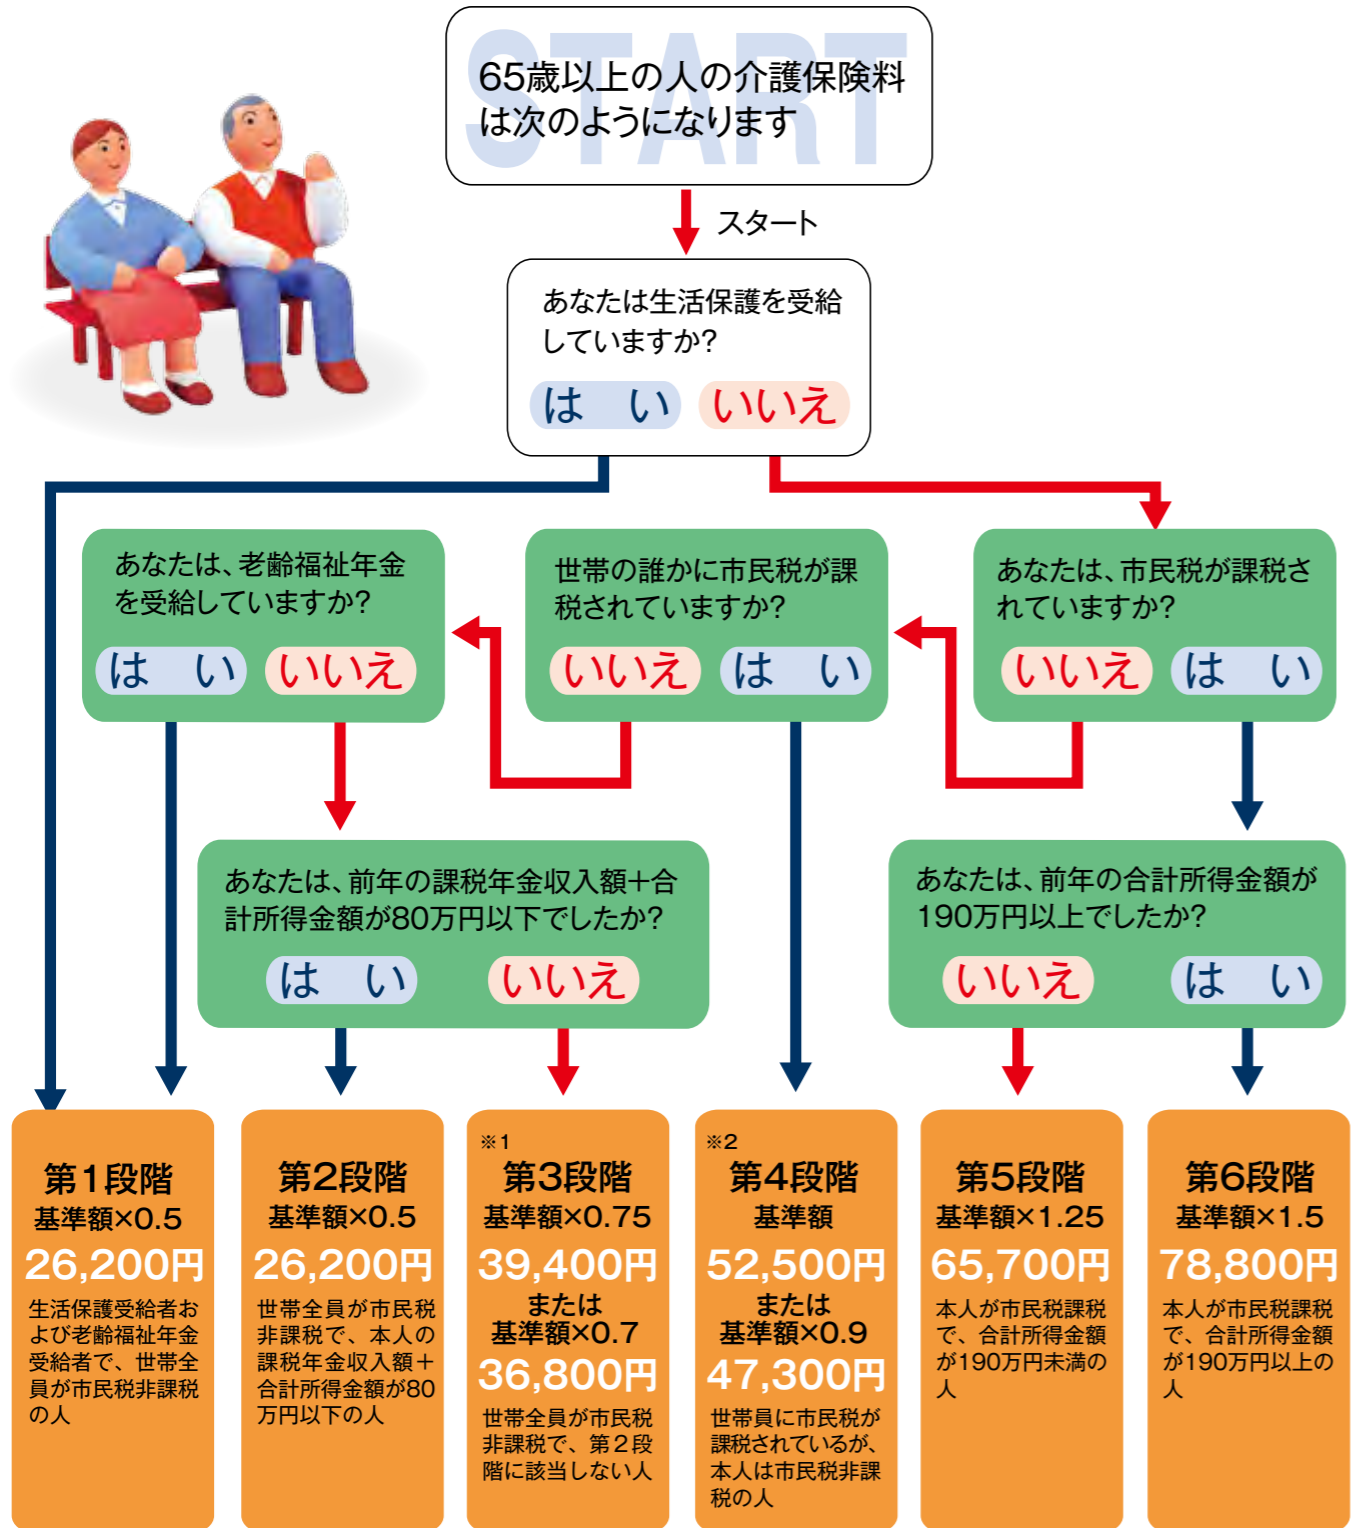 START
65歳以上の人の介護保険料
は次のようになります
スタート
あなたは生活保護を受給
していますか？
は　い
いいえ
あなたは、老齢福祉年金
を受給していますか？
は　い
いいえ
世帯の誰かに市民税が課
税されていますか？
いいえ
は　い
あなたは、市民税が課税さ
れていますか？
いいえ
は　い
あなたは、前年の課税年金収入額＋合
計所得金額が80万円以下でしたか？
は　い
いいえ
あなたは、前年の合計所得金額が
190万円以上でしたか？
いいえ
は　い
第1段階
基準額×0.5
26,200円
生活保護受給者お
よび老齢福祉年金
受給者で、世帯全
員が市民税非課税
の人
第2段階
基準額×0.5
26,200円
世帯全員が市民税
非課税で、本人の
課税年金収入額＋
合計所得金額が80
万円以下の人
※1
第3段階
基準額×0.75
39,400円
または
基準額×0.7
36,800円
世帯全員が市民税
非課税で、第２段
階に該当しない人
※2
第4段階
基準額
52,500円
または
基準額×0.9
47,300円
世帯員に市民税が
課税されているが、
本人は市民税非課
税の人
第5段階
基準額×1.25
65,700円
本人が市民税課税
で、合計所得金額
が190万円未満の
人
第6段階
基準額×1.5
78,800円
本人が市民税課税
で、合計所得金額
が190万円以上の
人